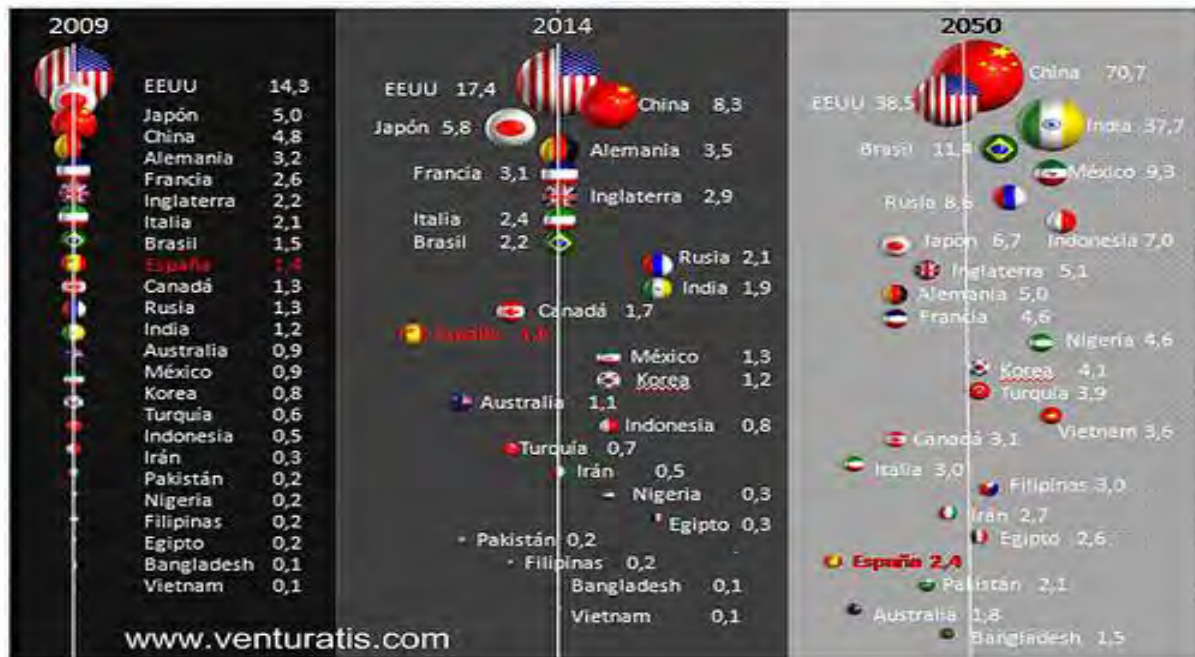 2009
EEUU 14,3
Japón 5,0
China 4,8
Alemania 3,2
Francia 2,6
Inglaterra 2,2
Italia 2,1
Brasil 1,5
España 1,4
Canadá 1,3
Rusia 1,3
India 1,2
Australia 0,9
México 0,9
Korea 0,8
Turquía 0,6
Indonesia 0,5
Irán 0,3
Pakistán 0,2
Nigeria 0,2
Filipinas 0,2
Egipto 0,2
Bangladesh 0,1
Vietnam 0,1
www.venturatis.com
2014
EEUU 17,4
China 8,3
Japón 5,8
Alemania 3,5
Francia 3,1
Inglaterra 2,9
Italia 2,4
Brasil 2,2
Rusia 2,1
India 1,9
Canadá 1,7
México 1,3
Korea 1,2
Australia 1,1
Indonesia 0,8
Turquía 0,7
Irán 0,5
Nigeria 0,3
Egipto 0,3
Pakistán 0,2
Filipinas 0,2
Bangladesh 0,1
Vietnam 0,1
2050
China 70,7
EEUU 38,5
India 37,7
Brasil 11,4
México 9,3
Rusia 8,6
Indonesia 7,0
Japón 6,7
Inglaterra 5,1
Alemania 5,0
Francia 4,6
Nigeria 4,6
Korea 4,1
Turquía 3,9
Vietnam 3,6
Canadá 3,1
Italia 3,0
Filipinas 3,0
Irán 2,7
Egipto 2,6
España 2,4
Pakistán 2,1
Australia 1,8
Bangladesh 1,5